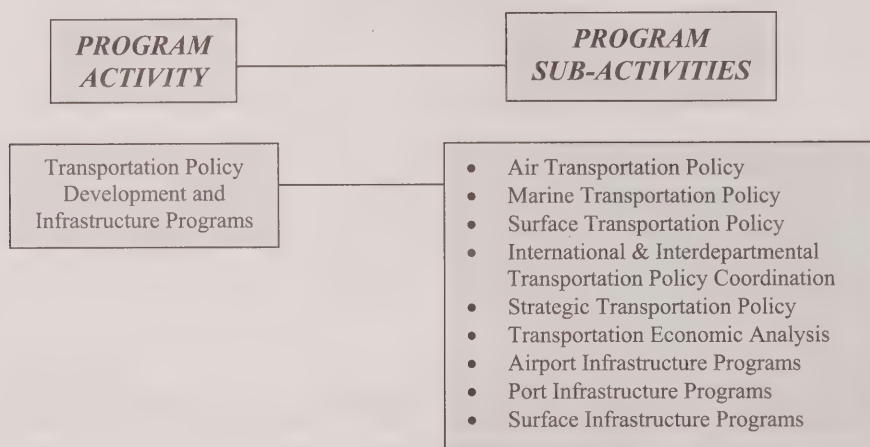 PROGRAM
ACTIVITY
PROGRAM
SUB-ACTIVITIES
Transportation Policy
Development and
Infrastructure Programs
• Air Transportation Policy
• Marine Transportation Policy
• Surface Transportation Policy
• International & Interdepartmental
Transportation Policy Coordination
• Strategic Transportation Policy
• Transportation Economic Analysis
• Airport Infrastructure Programs
• Port Infrastructure Programs
• Surface Infrastructure Programs